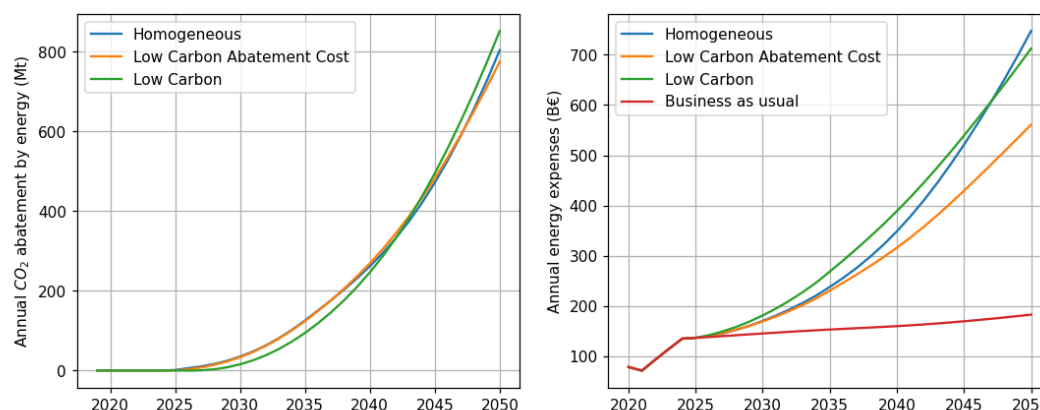 Homogeneous
Low Carbon Abatement Cost
Low Carbon
Annual CO2 abatement by energy (Mt)
800
600
400
200
0
2020 2025 2030 2035 2040 2045 2050
Homogeneous
Low Carbon Abatement Cost
Low Carbon
Business as usual
Annual energy expenses (B€)
700
600
500
400
300
200
100
2020 2025 2030 2035 2040 2045